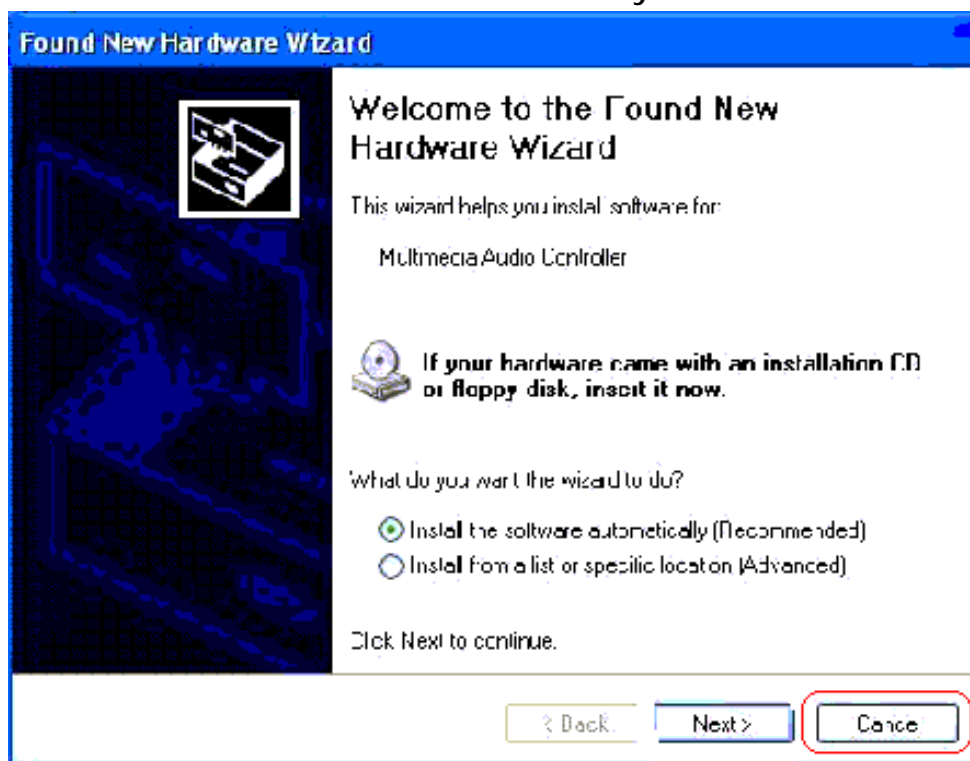 Found New Hardware Wizard
Welcome to the Found New
Hardware Wizard
This wizard helps you install software for:
Multimedia Audio Controller
If your hardware came with an installation CD
or floppy disk, insert it now.
What do you want the wizard to do?
Install the software automatically (Recommended)
Install from a list or specific location (Advanced)
Click Next to continue.
< Back
Next >
Cancel